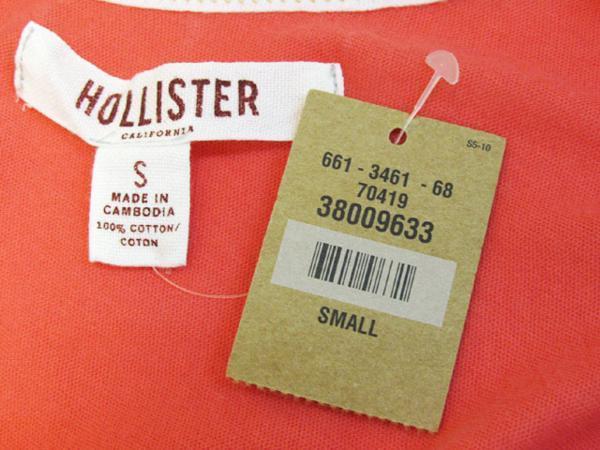 HOLLISTER
CALIFORNIA
S
MADE IN
CAMBODIA
100% COTTON/
COTON
S5-10
661 - 3461 - 68
70419
38009633
SMALL